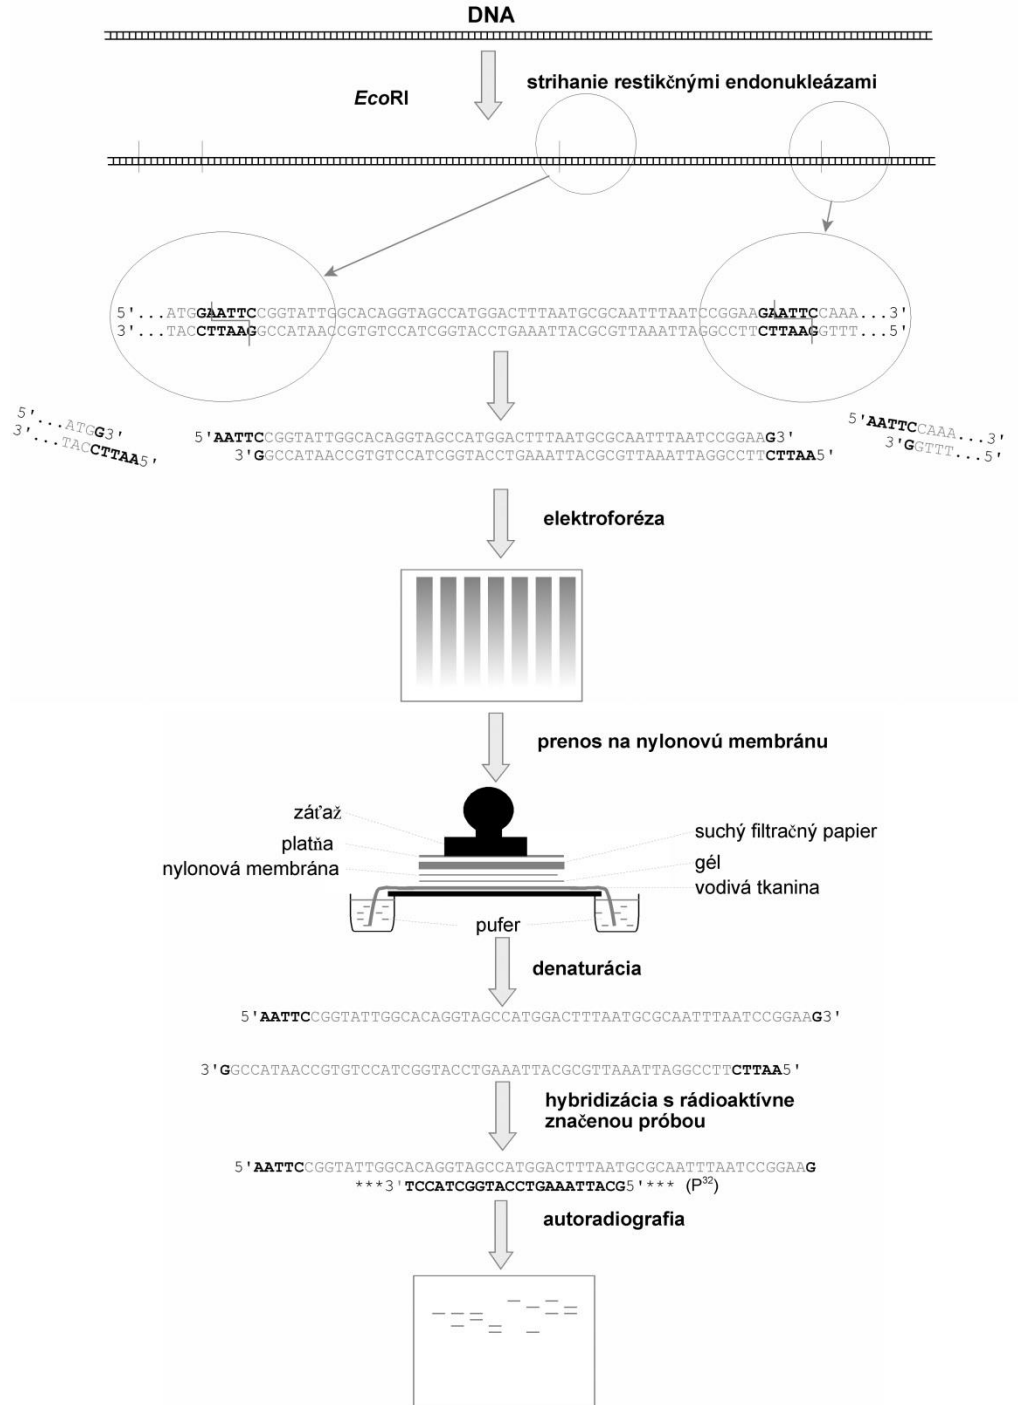 DNA
strihanie restikčnými endonukleázami
EcoRI
5'...ATGGAATTCCGGTATTGGCACAGGTAGCCATGGACTTTAATGCGCAATTTAATCCGGAAGAATTCCAAA...3'
3'...TACCTTAAGGCCATAACCGTGTCCATCGGTACCTGAAATTACGCGTTAAATTAGGCCTTCTTAAGGTTT...5'
5'...ATGG3'
3'...TACCTTAA5'
5'AATTCCGGTATTGGCACAGGTAGCCATGGACTTTAATGCGCAATTTAATCCGGAAG3'
3'GGCCATAACCGTGTCCATCGGTACCTGAAATTACGCGTTAAATTAGGCCTTCTTAA5'
5'AATTCCAAA...3'
3'GGTTT...5'
elektroforéza
prenos na nylonovú membránu
záťaž
platňa
nylonová membrána
suchý filtračný papier
gél
vodivá tkanina
pufer
denaturácia
5'AATTCCGGTATTGGCACAGGTAGCCATGGACTTTAATGCGCAATTTAATCCGGAAG3'
3'GGCCATAACCGTGTCCATCGGTACCTGAAATTACGCGTTAAATTAGGCCTTCTTAA5'
hybridizácia s rádioaktívne
značenou próbou
5'AATTCCGGTATTGGCACAGGTAGCCATGGACTTTAATGCGCAATTTAATCCGGAAG
***3'TCCATCGGTACCTGAAATTACG5'*** (P³²)
autoradiografia